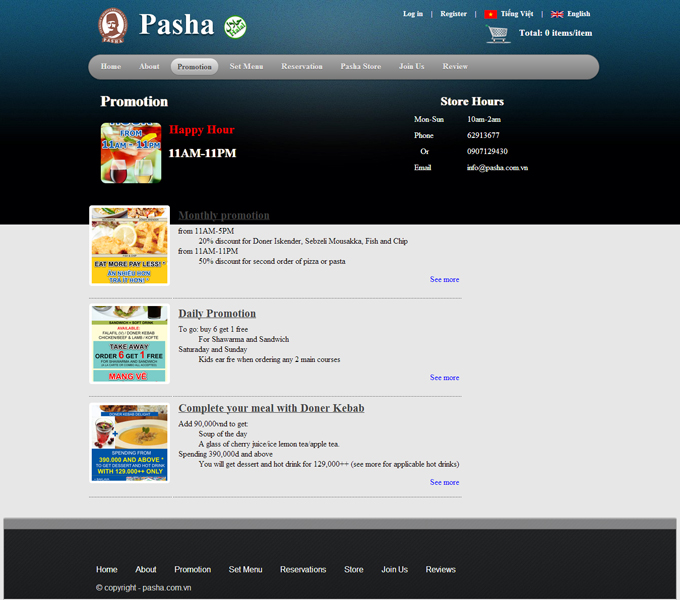 Log in | Register | Tiếng Việt | English
PASHA
Pasha
Halal
Total: 0 items/item
Home About Promotion Set Menu Reservation Pasha Store Join Us Review
Promotion
Store Hours
FROM
11AM - 11PM
Happy Hour
11AM-11PM
Mon-Sun 10am-2am
Phone 62913677
Or 0907129430
Email info@pasha.com.vn
EAT MORE PAY LESS! *
ĂN NHIỀU HƠN
TRẢ ÍT HƠN! *
Monthly promotion
from 11AM-5PM
20% discount for Doner Iskender, Sebzeli Mousakka, Fish and Chip
from 11AM-11PM
50% discount for second order of pizza or pasta
See more
SANDWICH + SOFT DRINK
AVAILABLE:
FALAFIL (V) / DONER KEBAB
CHICKEN/BEEF & LAMB / KOFTE
TAKE AWAY
ORDER 6 GET 1 FREE
FOR SHAWARMA AND SANDWICH
MANG VỀ
Daily Promotion
To go: buy 6 get 1 free
For Shawarma and Sandwich
Saturday and Sunday
Kids ear fre when ordering any 2 main courses
See more
DONER KEBAB DELIGHT
SPENDING FROM
390.000 AND ABOVE *
TO GET DESSERT AND HOT DRINK
WITH 129.000++ ONLY
Complete your meal with Doner Kebab
Add 90,000vnd to get:
Soup of the day
A glass of cherry juice/ice lemon tea/apple tea.
Spending 390,000d and above
You will get dessert and hot drink for 129,000++ (see more for applicable hot drinks)
See more
Home About Promotion Set Menu Reservations Store Join Us Reviews
© copyright - pasha.com.vn